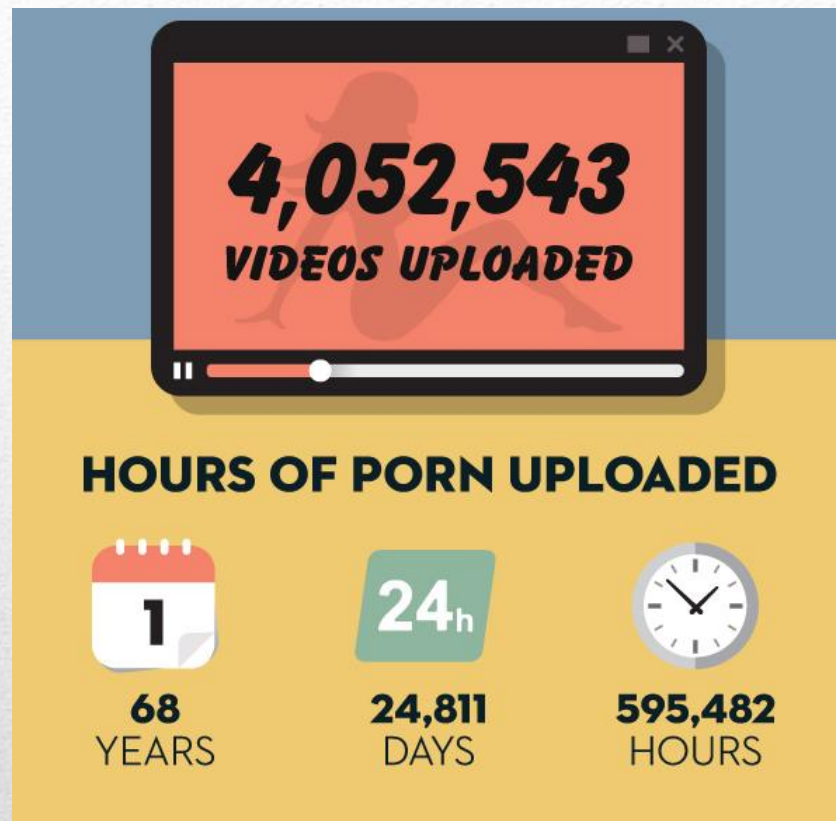 4,052,543
VIDEOS UPLOADED
HOURS OF PORN UPLOADED
1
24h
68
YEARS
24,811
DAYS
595,482
HOURS